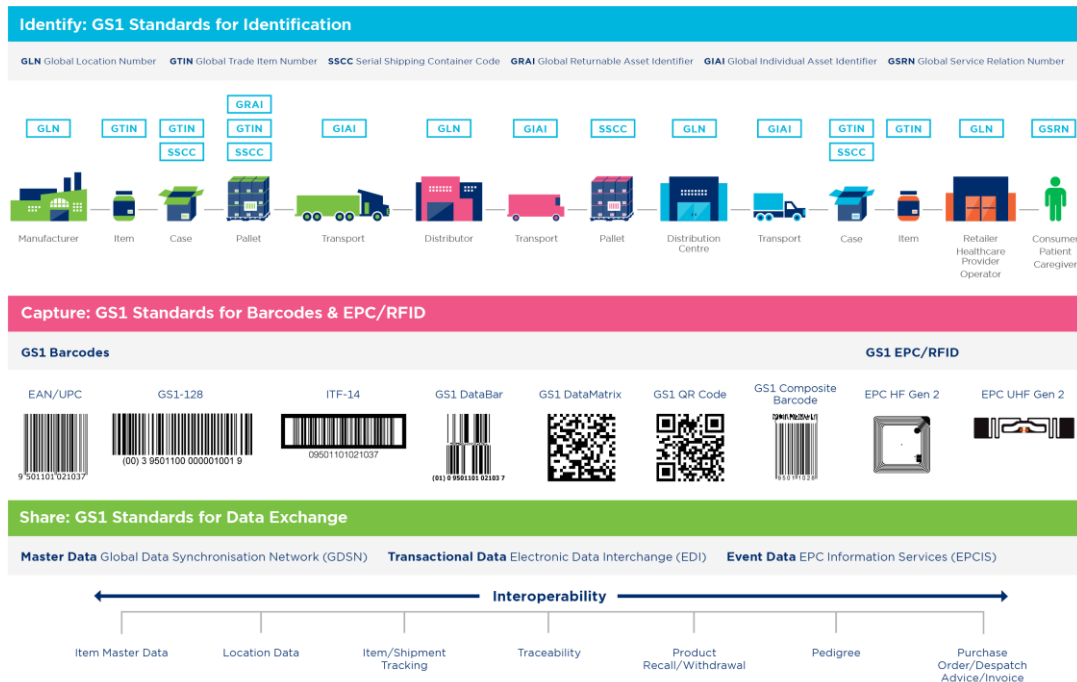 Identify: GS1 Standards for Identification
GLN Global Location Number GTIN Global Trade Item Number SSCC Serial Shipping Container Code GRAI Global Returnable Asset Identifier GIAI Global Individual Asset Identifier GSRN Global Service Relation Number
GRAI
GLN GTIN GTIN GTIN GIAI GLN GIAI SSCC GLN GIAI GTIN GTIN GLN GSRN
SSCC SSCC SSCC
Manufacturer Item Case Pallet Transport Distributor Transport Pallet Distribution Transport Case Item Retailer Consumer
Centre Healthcare Patient
Provider Caregiver
Operator
Capture: GS1 Standards for Barcodes & EPC/RFID
GS1 Barcodes GS1 EPC/RFID
EAN/UPC GS1-128 ITF-14 GS1 DataBar GS1 DataMatrix GS1 QR Code GS1 Composite EPC HF Gen 2 EPC UHF Gen 2
Barcode
9 501101 021037
(00) 3 9501100 000001001 9
09501101021037
(01) 0 9501101 02103 7
Share: GS1 Standards for Data Exchange
Master Data Global Data Synchronisation Network (GDSN) Transactional Data Electronic Data Interchange (EDI) Event Data EPC Information Services (EPCIS)
Interoperability
Item Master Data Location Data Item/Shipment Traceability Product Pedigree Purchase
Tracking Recall/Withdrawal Order/Despatch
Advice/Invoice